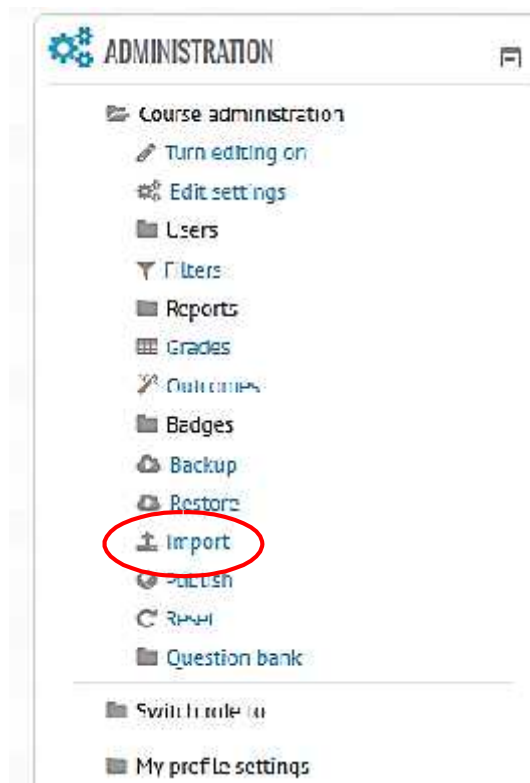 ADMINISTRATION
Course administration
Turn editing on
Edit settings
Users
Filters
Reports
Grades
Outcomes
Badges
Backup
Restore
Import
Publish
Reset
Question bank
Switch role to
My profile settings